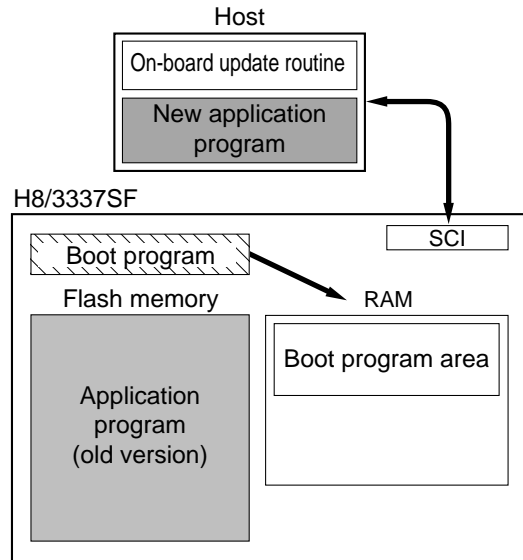 Host
On-board update routine
New application
program
H8/3337SF
SCI
Boot program
Flash memory
RAM
Boot program area
Application
program
(old version)